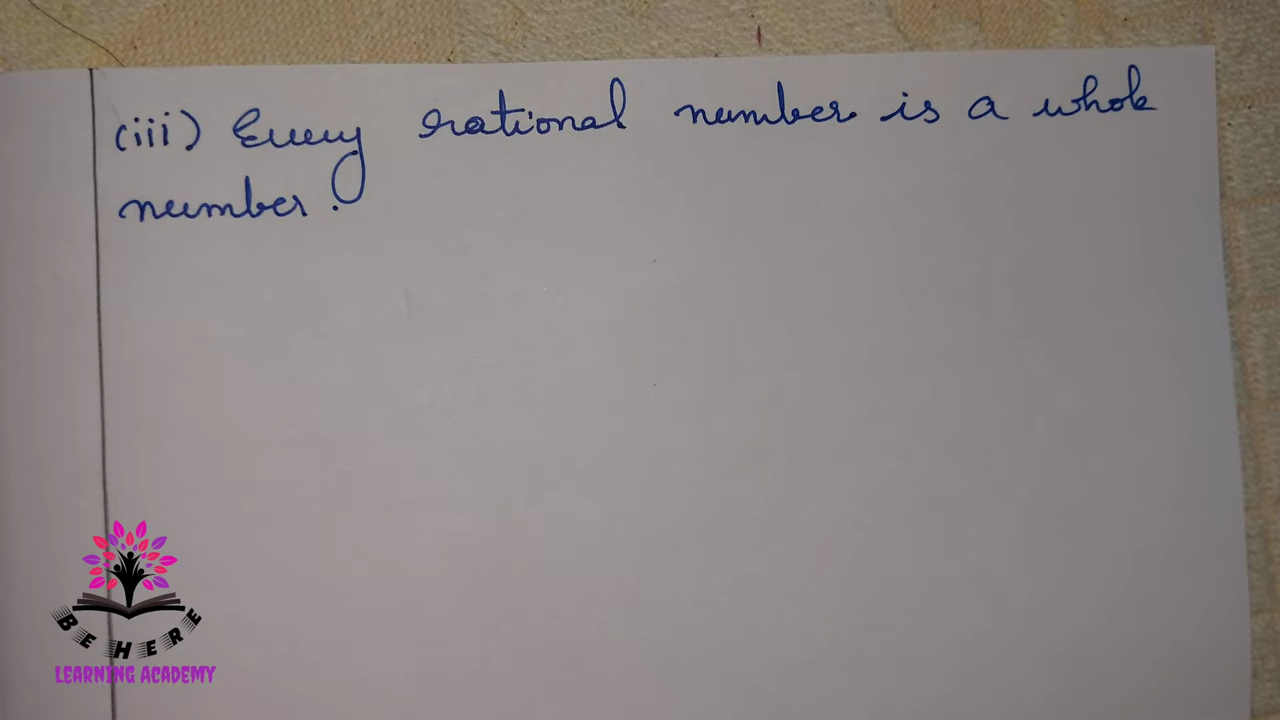 (iii) Every rational number is a whole
number.
BE HERE
LEARNING ACADEMY